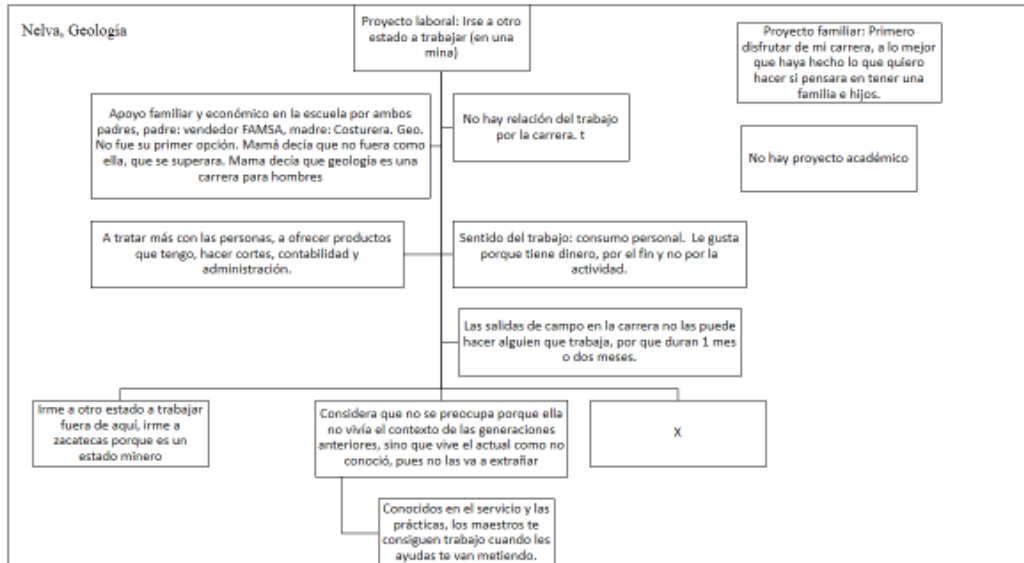 Nelva, Geología
Proyecto laboral: Irse a otro
estado a trabajar (en una
mina)
Proyecto familiar: Primero
disfrutar de mi carrera, a lo mejor
que haya hecho lo que quiero
hacer si pensara en tener una
familia e hijos.
Apoyo familiar y económico en la escuela por ambos
padres, padre: vendedor FAMSA, madre: Costurera. Geo.
No fue su primer opción. Mamá decía que no fuera como
ella, que se superara. Mama decía que geología es una
carrera para hombres
No hay relación del trabajo
por la carrera. t
No hay proyecto académico
A tratar más con las personas, a ofrecer productos
que tengo, hacer cortes, contabilidad y
administración.
Sentido del trabajo: consumo personal. Le gusta
porque tiene dinero, por el fin y no por la
actividad.
Las salidas de campo en la carrera no las puede
hacer alguien que trabaja, por que duran 1 mes
o dos meses.
Irme a otro estado a trabajar
fuera de aquí, irme a
zacatecas porque es un
estado minero
Considera que no se preocupa porque ella
no vivía el contexto de las generaciones
anteriores, sino que vive el actual como no
conoció, pues no las va a extrañar
X
Conocidos en el servicio y las
prácticas, los maestros te
consiguen trabajo cuando les
ayudas te van metiendo.